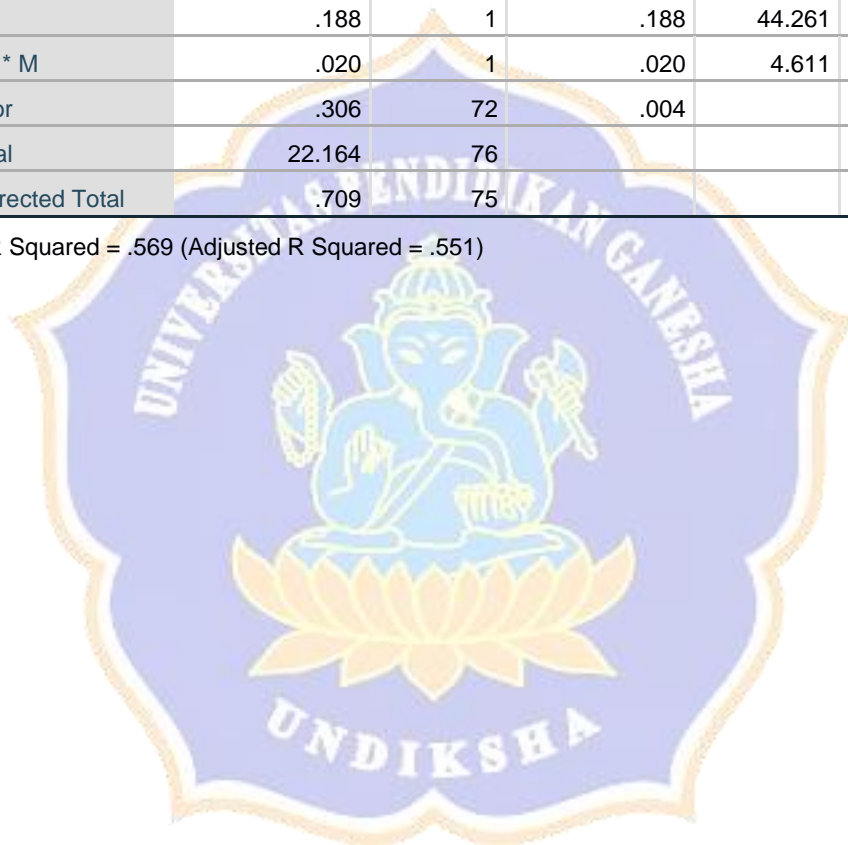 .188 1 .188 44.261
* M .020 1 .020 4.611
or .306 72 .004
al 22.164 76
rected Total .709 75
R Squared = .569 (Adjusted R Squared = .551)
UNIVERSITAS PENDIDIKAN GANESHA
UNDIKSHA